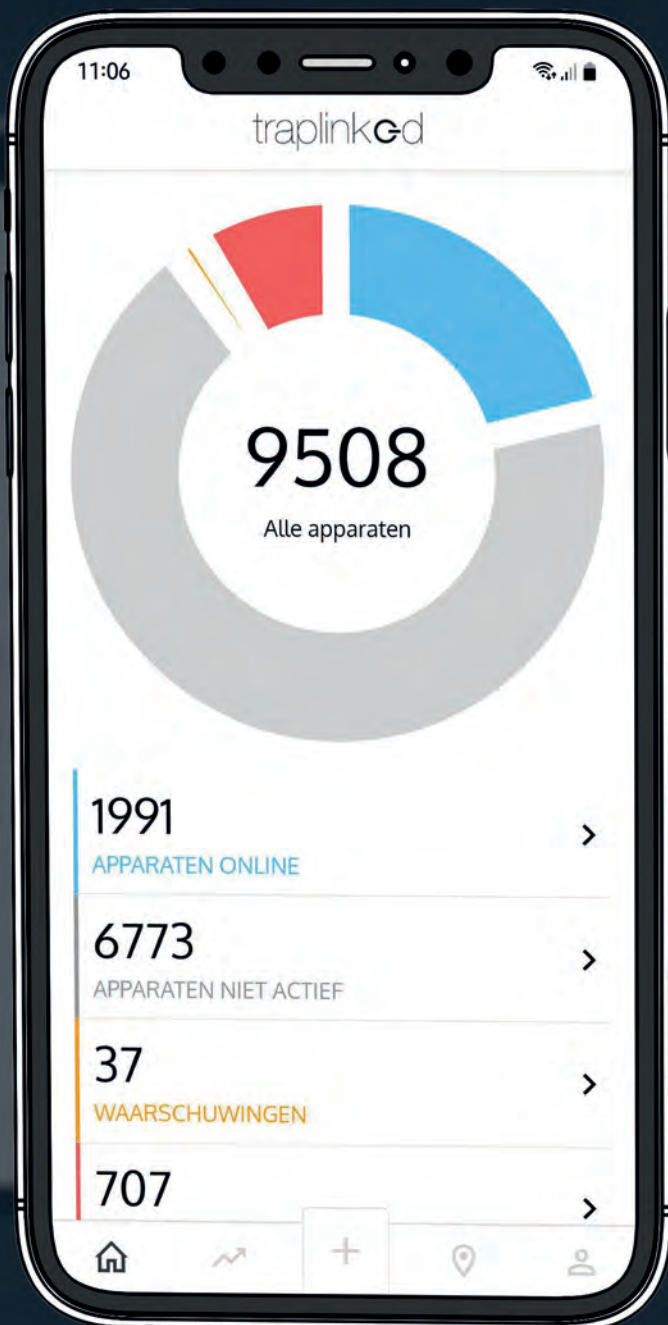 11:06
traplinked
9508
Alle apparaten
1991
APPARATEN ONLINE
6773
APPARATEN NIET ACTIEF
37
WAARSCHUWINGEN
707